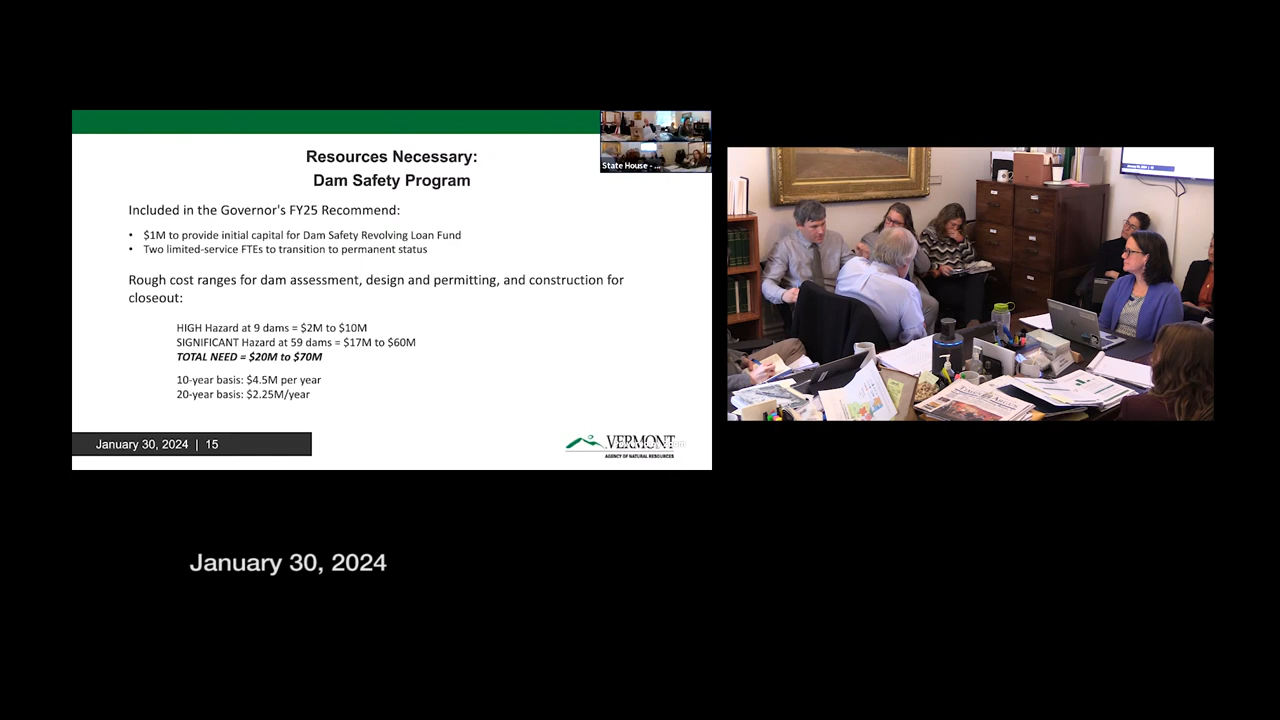 Resources Necessary:
Dam Safety Program
State House - ...
Included in the Governor's FY25 Recommend:
• $1M to provide initial capital for Dam Safety Revolving Loan Fund
• Two limited-service FTEs to transition to permanent status
Rough cost ranges for dam assessment, design and permitting, and construction for
closeout:
HIGH Hazard at 9 dams = $2M to $10M
SIGNIFICANT Hazard at 59 dams = $17M to $60M
TOTAL NEED = $20M to $70M
10-year basis: $4.5M per year
20-year basis: $2.25M/year
January 30, 2024 | 15
VERMONT
AGENCY OF NATURAL RESOURCES
January 30, 2024